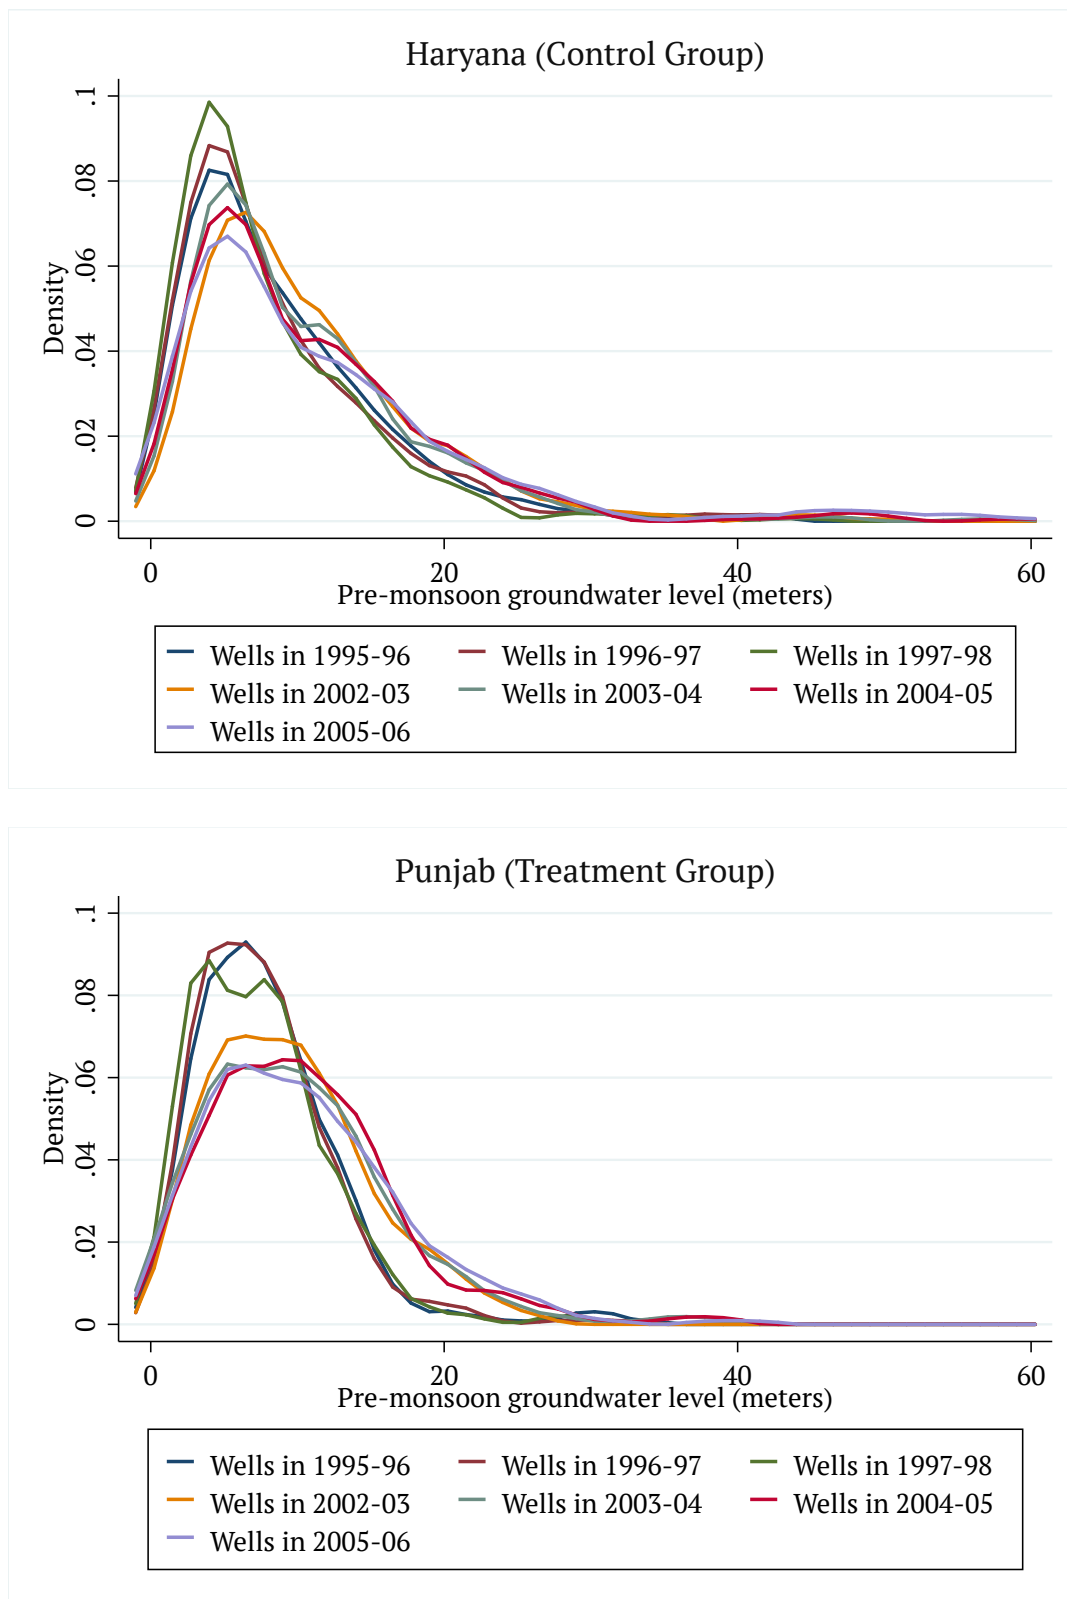 Haryana (Control Group)
Density
.1
.08
.06
.04
.02
0
0 20 40 60
Pre-monsoon groundwater level (meters)
Wells in 1995-96 Wells in 1996-97 Wells in 1997-98
Wells in 2002-03 Wells in 2003-04 Wells in 2004-05
Wells in 2005-06
Punjab (Treatment Group)
Density
.1
.08
.06
.04
.02
0
0 20 40 60
Pre-monsoon groundwater level (meters)
Wells in 1995-96 Wells in 1996-97 Wells in 1997-98
Wells in 2002-03 Wells in 2003-04 Wells in 2004-05
Wells in 2005-06